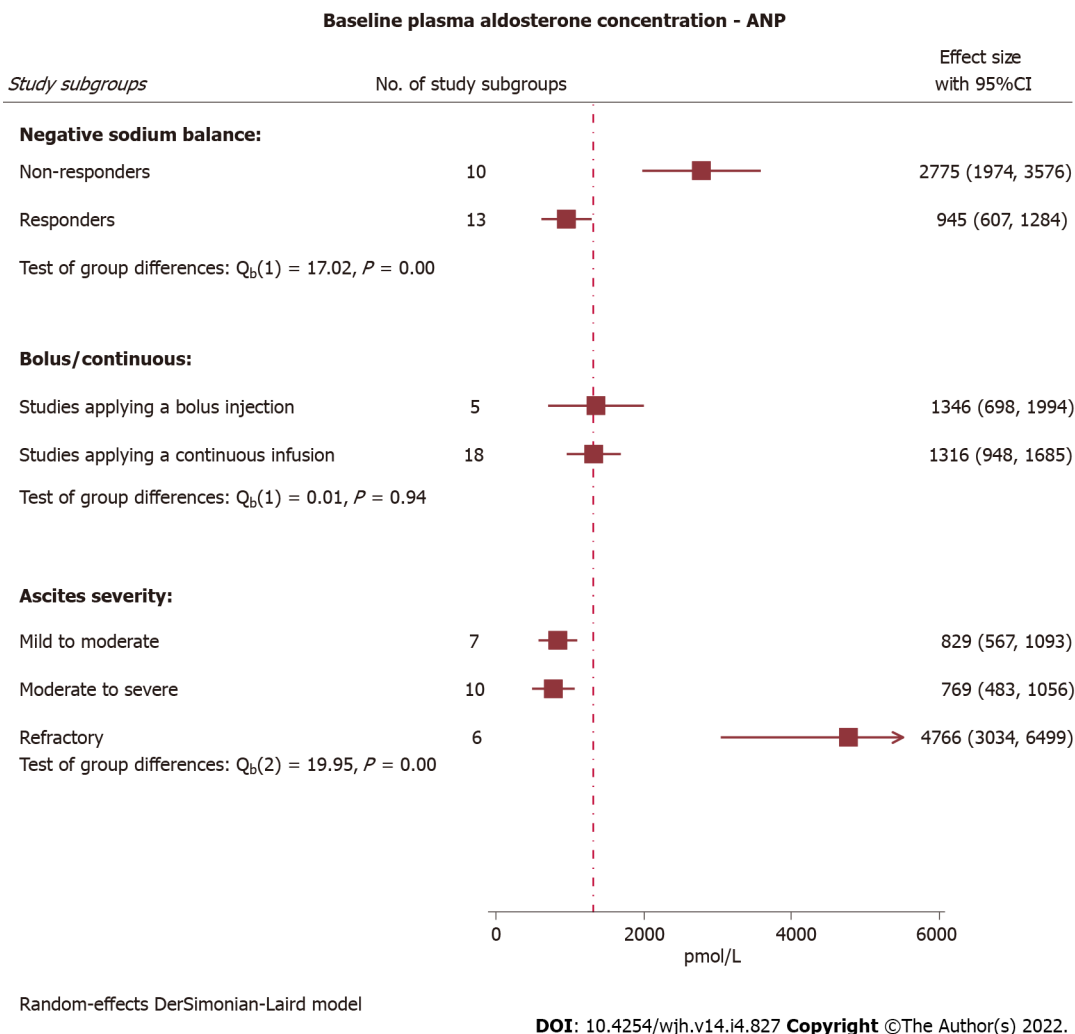 Baseline plasma aldosterone concentration - ANP
Study subgroups No. of study subgroups Effect size with 95%CI
Negative sodium balance:
Non-responders 10 2775 (1974, 3576)
Responders 13 945 (607, 1284)
Test of group differences: Qb(1) = 17.02, P = 0.00
Bolus/continuous:
Studies applying a bolus injection 5 1346 (698, 1994)
Studies applying a continuous infusion 18 1316 (948, 1685)
Test of group differences: Qb(1) = 0.01, P = 0.94
Ascites severity:
Mild to moderate 7 829 (567, 1093)
Moderate to severe 10 769 (483, 1056)
Refractory 6 4766 (3034, 6499)
Test of group differences: Qb(2) = 19.95, P = 0.00
0 2000 4000 6000
pmol/L
Random-effects DerSimonian-Laird model
DOI: 10.4254/wjh.v14.i4.827 Copyright ©The Author(s) 2022.